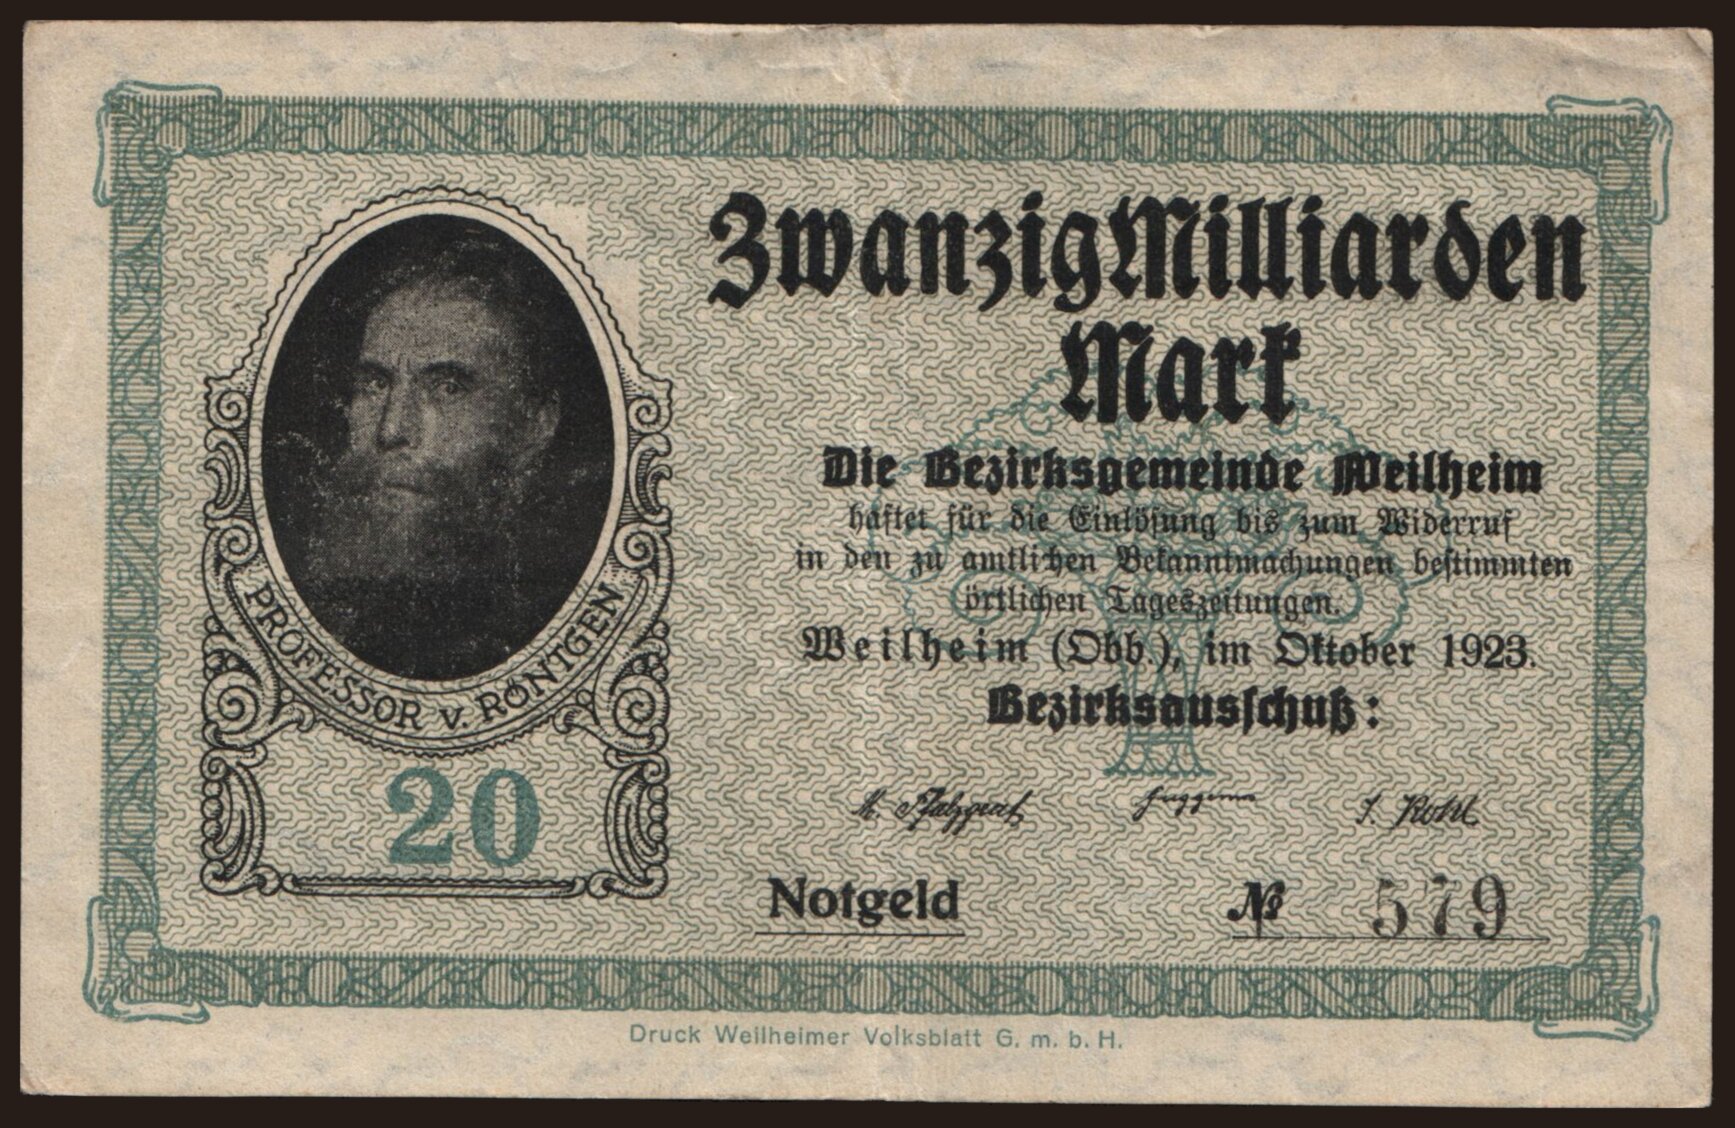 PROFESSOR v. RÖNTGEN
20
Zwanzig Milliarden
Mark
Die Bezirksgemeinde Weilheim
haftet für die Einlösung bis zum Widerruf
in den zu amtlichen Bekanntmachungen bestimmten
örtlichen Tageszeitungen.
Weilheim (Obb.), im Oktober 1923.
Bezirksausschuß:
Notgeld
№ 579
Druck Weilheimer Volksblatt G. m. b. H.